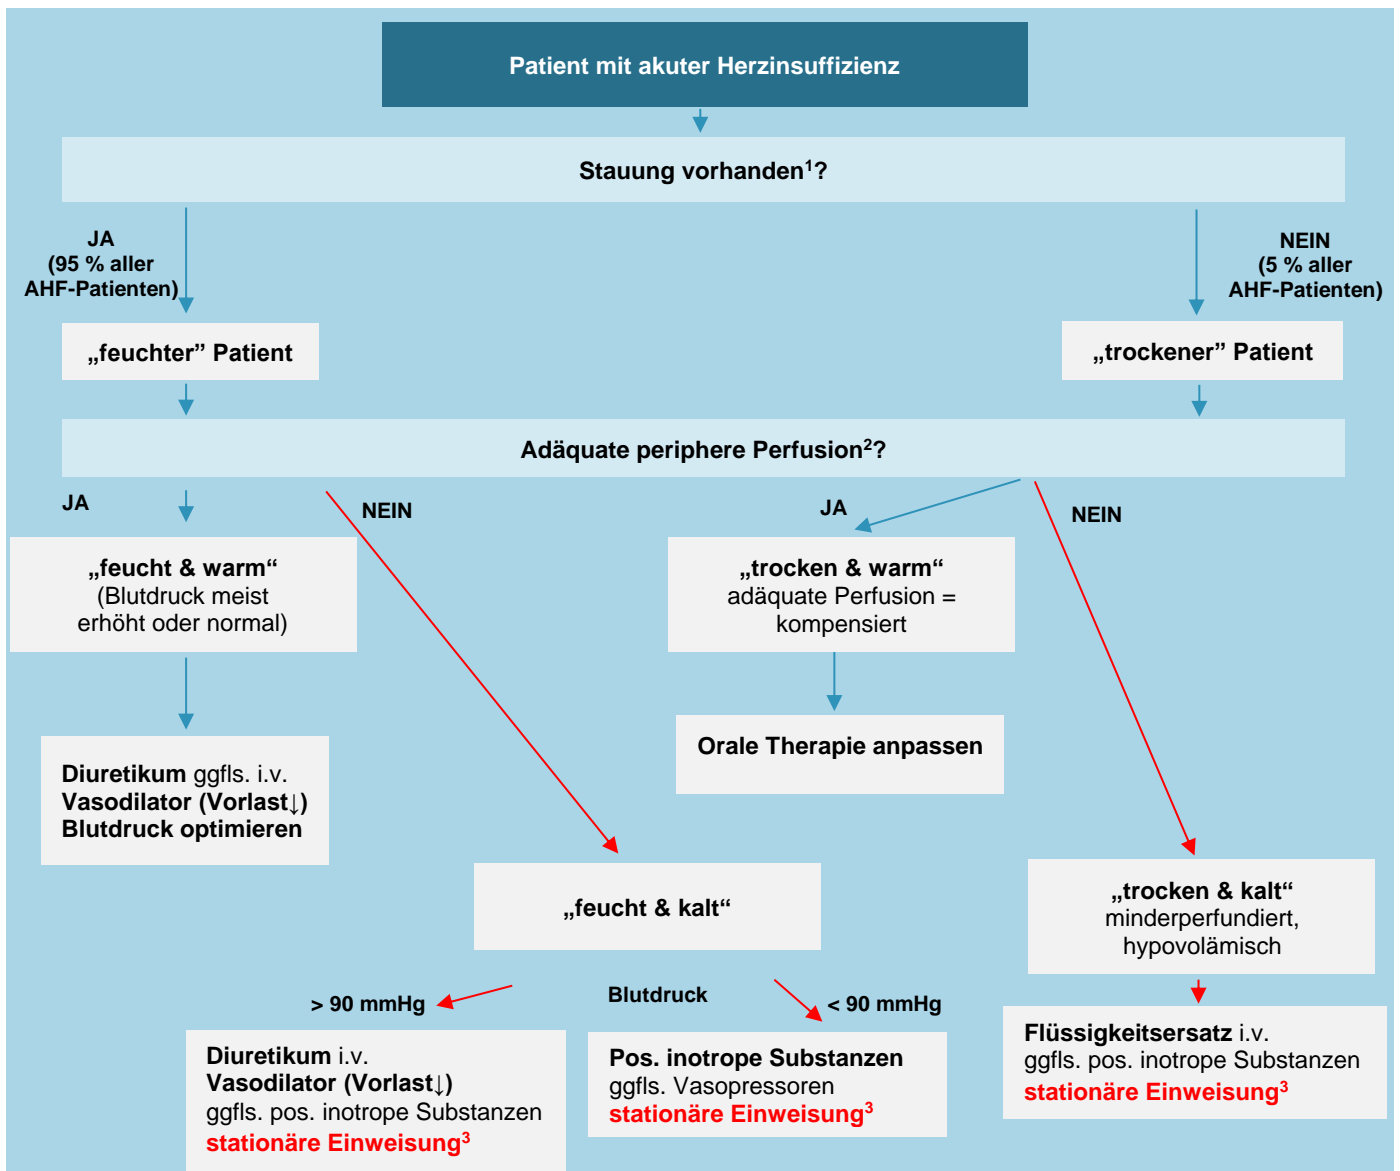 Patient mit akuter Herzinsuffizienz
Stauung vorhanden¹?
JA
(95 % aller
AHF-Patienten)
NEIN
(5 % aller
AHF-Patienten)
„feuchter” Patient
„trockener” Patient
Adäquate periphere Perfusion²?
JA
NEIN
JA
NEIN
„feucht & warm“
(Blutdruck meist
erhöht oder normal)
„trocken & warm“
adäquate Perfusion =
kompensiert
Diuretikum ggfls. i.v.
Vasodilator (Vorlast↓)
Blutdruck optimieren
Orale Therapie anpassen
„feucht & kalt“
„trocken & kalt“
minderperfundiert,
hypovolämisch
> 90 mmHg
Blutdruck
< 90 mmHg
Diuretikum i.v.
Vasodilator (Vorlast↓)
ggfls. pos. inotrope Substanzen
stationäre Einweisung³
Pos. inotrope Substanzen
ggfls. Vasopressoren
stationäre Einweisung³
Flüssigkeitsersatz i.v.
ggfls. pos. inotrope Substanzen
stationäre Einweisung³